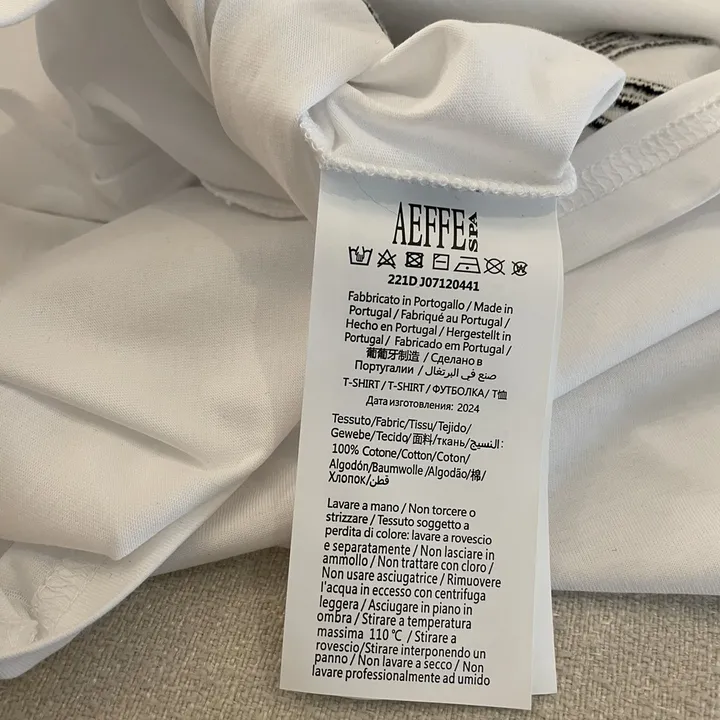 AEFFE SPA
221D J07120441
Fabbricato in Portogallo / Made in
Portugal / Fabriqué au Portugal /
Hecho en Portugal / Hergestellt in
Portugal / Fabricado em Portugal /
葡葡牙制造 / Сделано в
Португалии / صنع في البرتغال
T-SHIRT / T-SHIRT / ФУТБОЛКА / T恤
Дата изготовления: 2024
Tessuto/Fabric/Tissu/Tejido/
Gewebe/Tecido/面料/ткань/النسيج:
100% Cotone/Cotton/Coton/
Algodón/Baumwolle /Algodão/棉/
Хлопок/قطن
Lavare a mano / Non torcere o
strizzare / Tessuto soggetto a
perdita di colore: lavare a rovescio
e separatamente / Non lasciare in
ammollo / Non trattare con cloro /
Non usare asciugatrice / Rimuovere
l'acqua in eccesso con centrifuga
leggera / Asciugare in piano in
ombra / Stirare a temperatura
massima 110 ℃ / Stirare a
rovescio/Stirare interponendo un
panno / Non lavare a secco / Non
lavare professionalmente ad umido